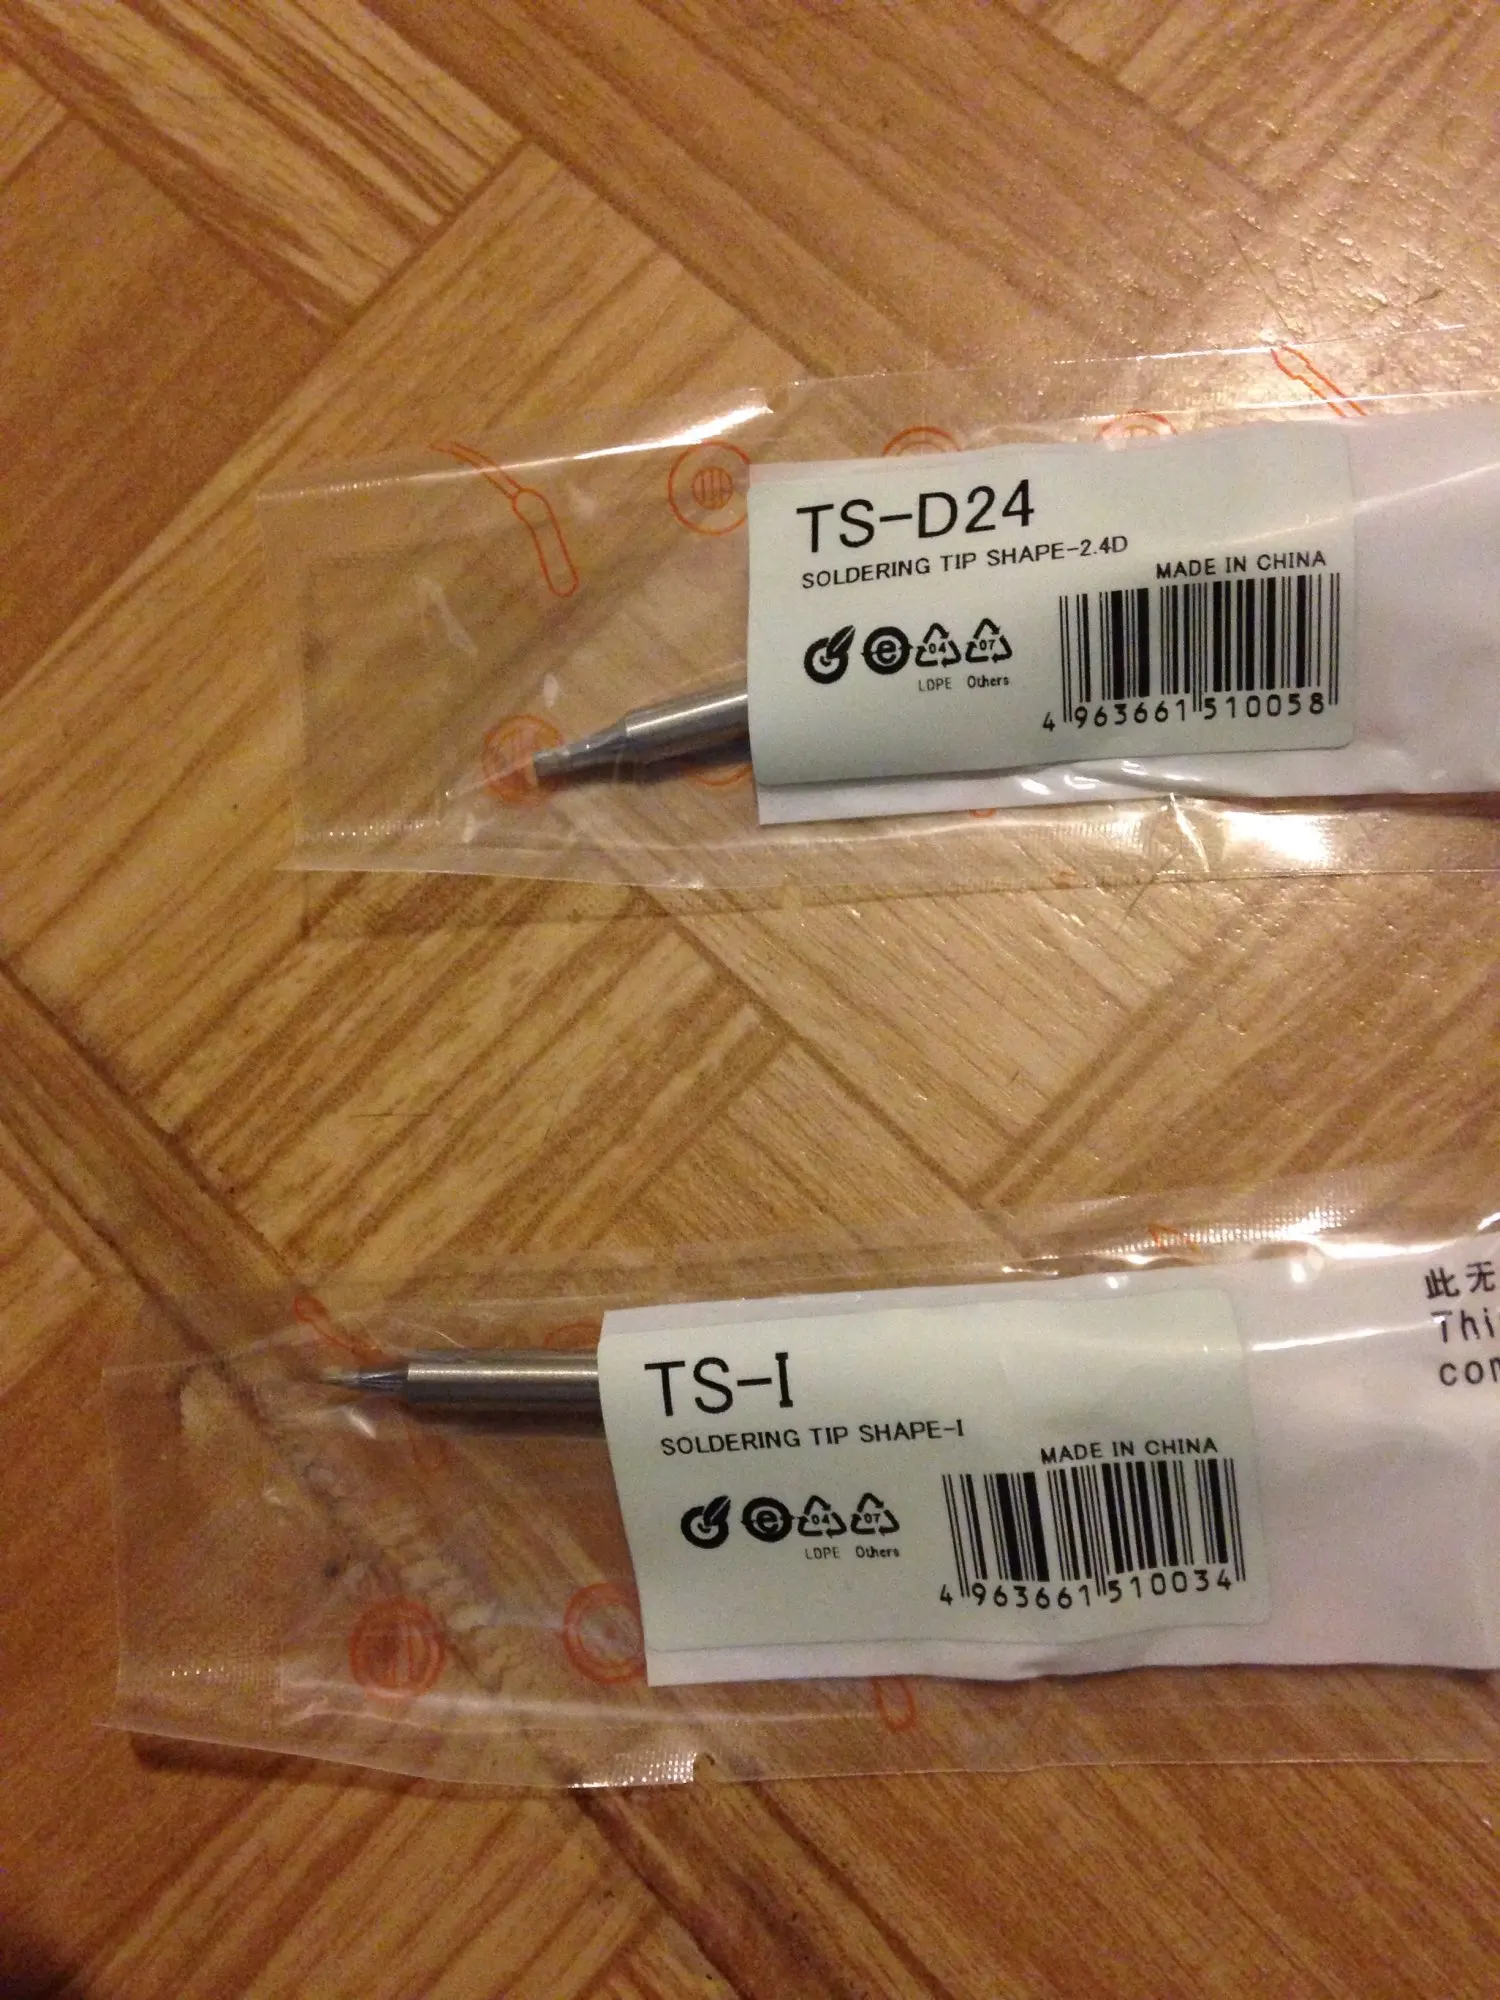 TS-D24
SOLDERING TIP SHAPE-2.4D
MADE IN CHINA
04 07
LDPE Others
4 963661 510058
TS-I
SOLDERING TIP SHAPE-I
MADE IN CHINA
e 04 07
LDPE Others
4 963661 510034
此无
Thi
com